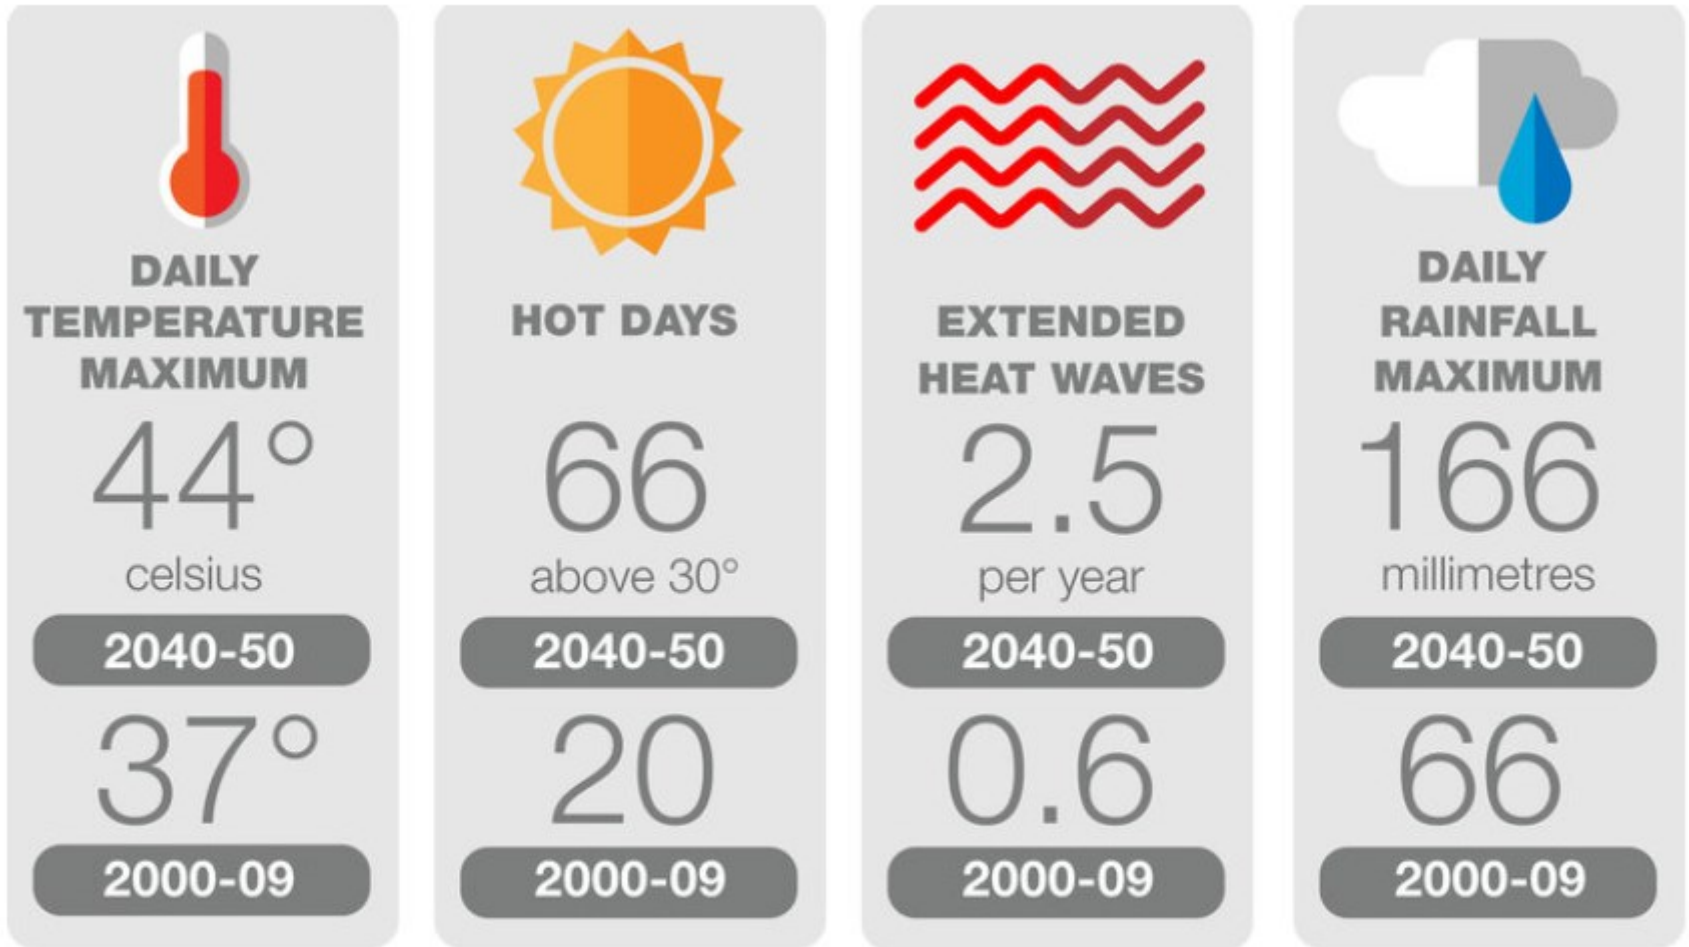 DAILY
TEMPERATURE
MAXIMUM
44°
celsius
2040-50
37°
2000-09
HOT DAYS
66
above 30°
2040-50
20
2000-09
EXTENDED
HEAT WAVES
2.5
per year
2040-50
0.6
2000-09
DAILY
RAINFALL
MAXIMUM
166
millimetres
2040-50
66
2000-09